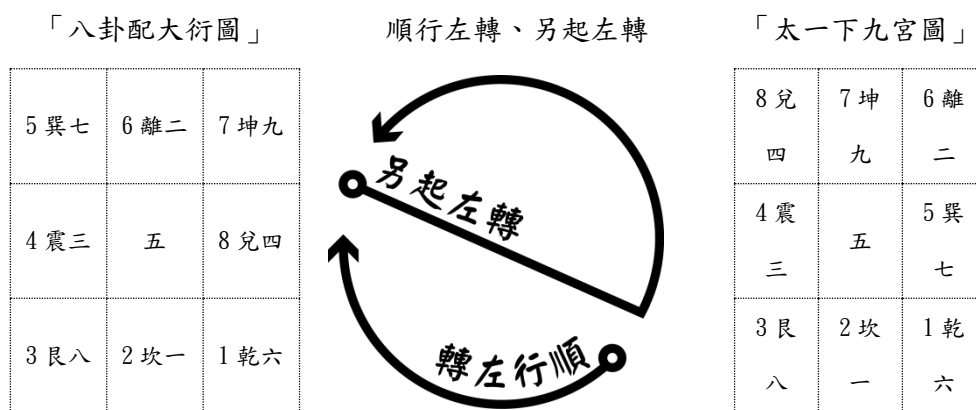 「八卦配大衍圖」
順行左轉、另起左轉
「太一下九宮圖」
5 巽七
6 離二
7 坤九
4 震三
五
8 兌四
3 艮八
2 坎一
1 乾六
另起左轉
轉左行順
8 兌
四
7 坤
九
6 離
二
4 震
三
五
5 巽
七
3 艮
八
2 坎
一
1 乾
六